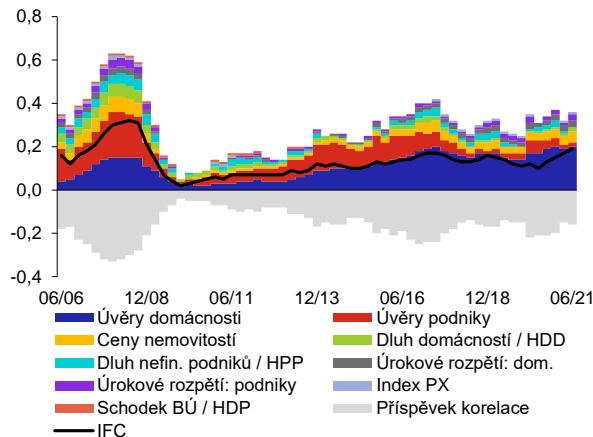 0,8
0,6
0,4
0,2
0,0
-0,2
-0,4
06/06 12/08 06/11 12/13 06/16 12/18 06/21
Úvěry domácnosti Úvěry podniky
Ceny nemovitostí Dluh domácností / HDD
Dluh nefin. podniků / HPP Úrokové rozpětí: dom.
Úrokové rozpětí: podniky Index PX
Schodek BÚ / HDP Příspěvek korelace
IFC